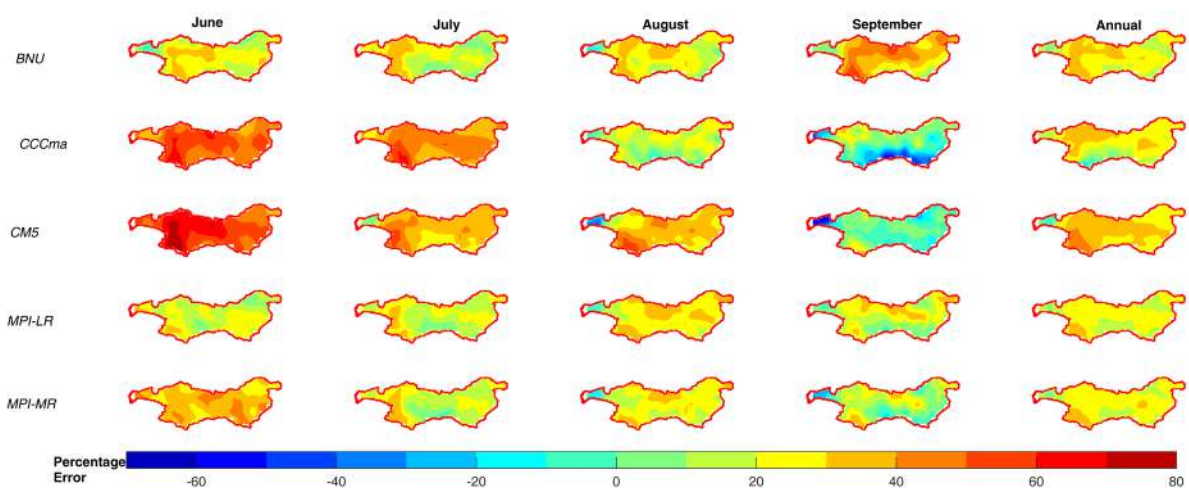 June July August September Annual
BNU
CCCma
CM5
MPI-LR
MPI-MR
Percentage
Error
-60 -40 -20 0 20 40 60 80